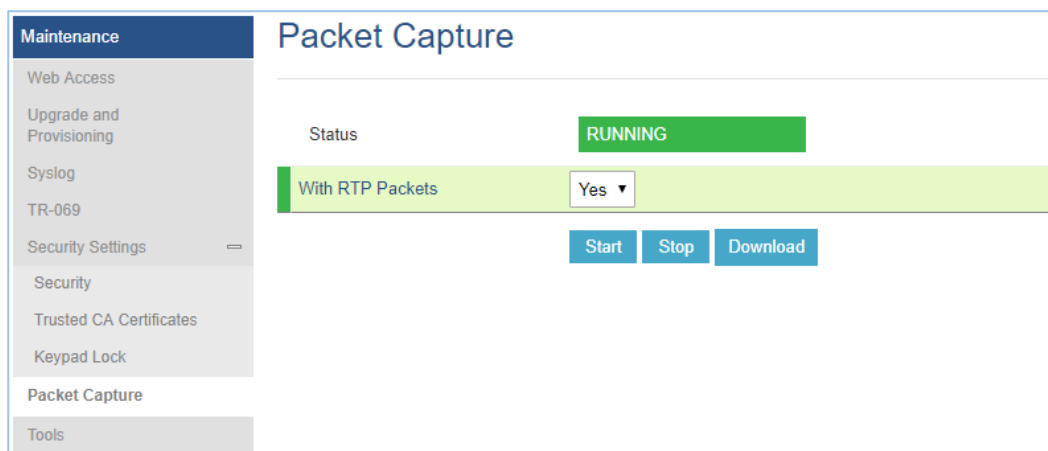 Maintenance
Web Access
Upgrade and
Provisioning
Syslog
TR-069
Security Settings
Security
Trusted CA Certificates
Keypad Lock
Packet Capture
Tools
Packet Capture
Status
RUNNING
With RTP Packets
Yes
Start Stop Download